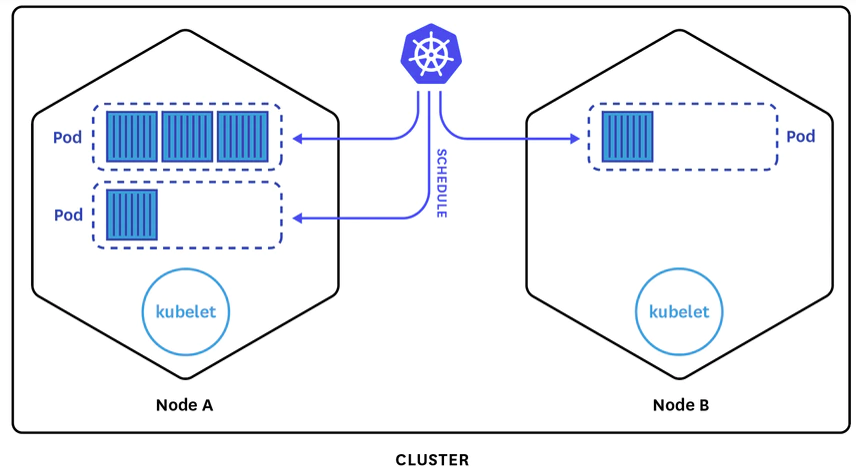 Pod
Pod
SCHEDULE
Pod
kubelet
kubelet
Node A
Node B
CLUSTER